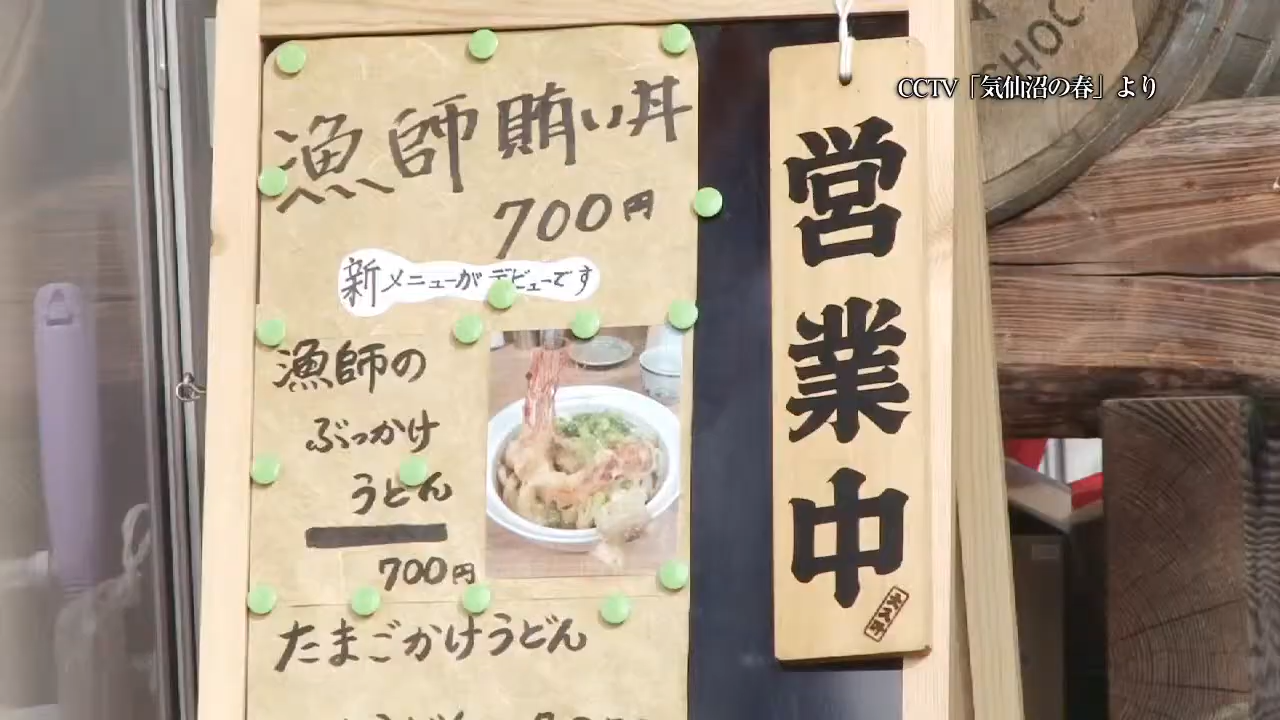 CCTV「気仙沼の春」より
漁師賄い丼
700円
新メニューがデビューです
漁師の
ぶっかけ
うどん
700円
たまごかけうどん
営業中